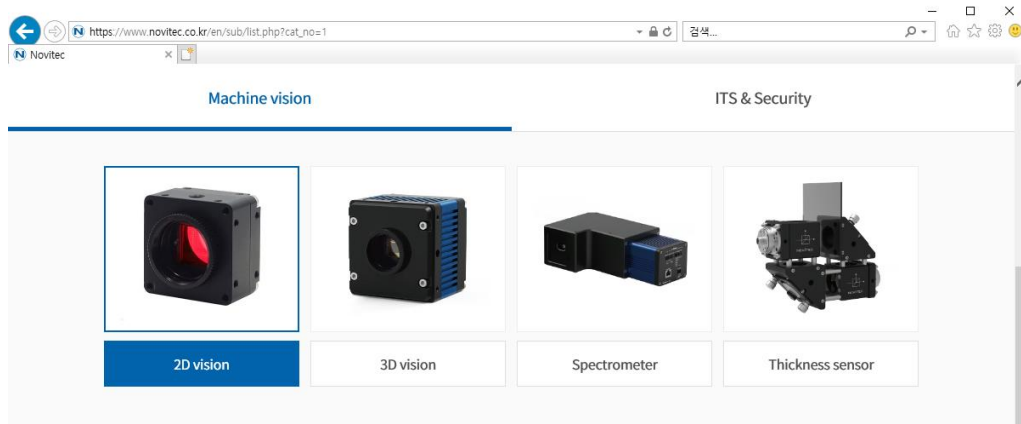 https://www.novitec.co.kr/en/sub/list.php?cat_no=1
검색...
Novitec
Machine vision
ITS & Security
2D vision
3D vision
Spectrometer
Thickness sensor